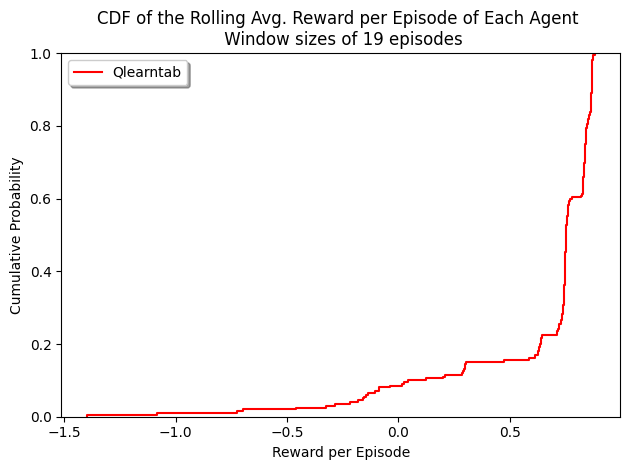 CDF of the Rolling Avg. Reward per Episode of Each Agent
Window sizes of 19 episodes
Qlearntab
Cumulative Probability
1.0
0.8
0.6
0.4
0.2
0.0
−1.5 −1.0 −0.5 0.0 0.5
Reward per Episode